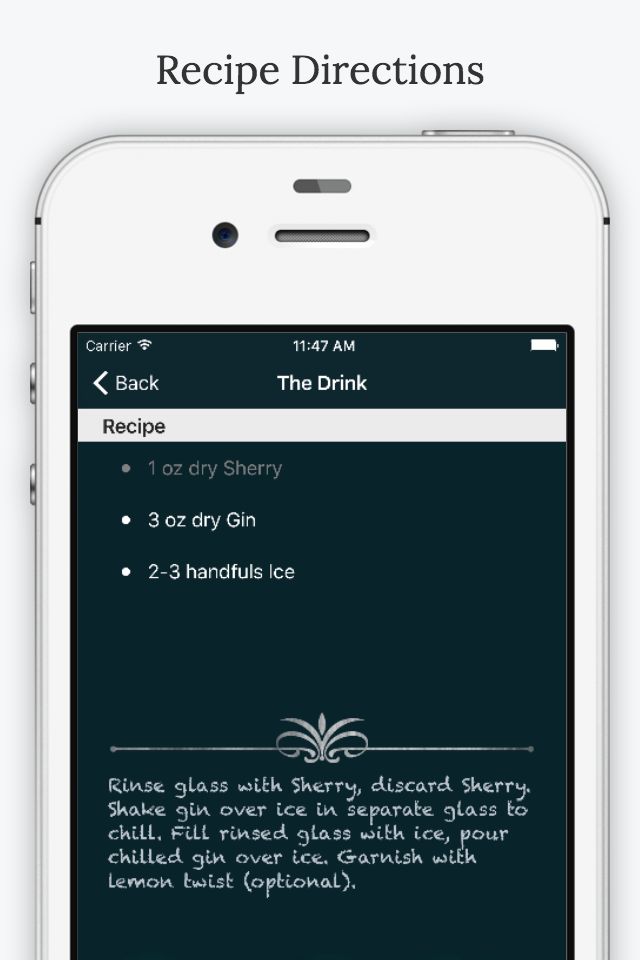 Recipe Directions
Carrier 11:47 AM
Back The Drink
Recipe
• 1 oz dry Sherry
• 3 oz dry Gin
• 2-3 handfuls Ice
Rinse glass with Sherry, discard Sherry.
Shake gin over ice in separate glass to
chill. Fill rinsed glass with ice, pour
chilled gin over ice. Garnish with
lemon twist (optional).